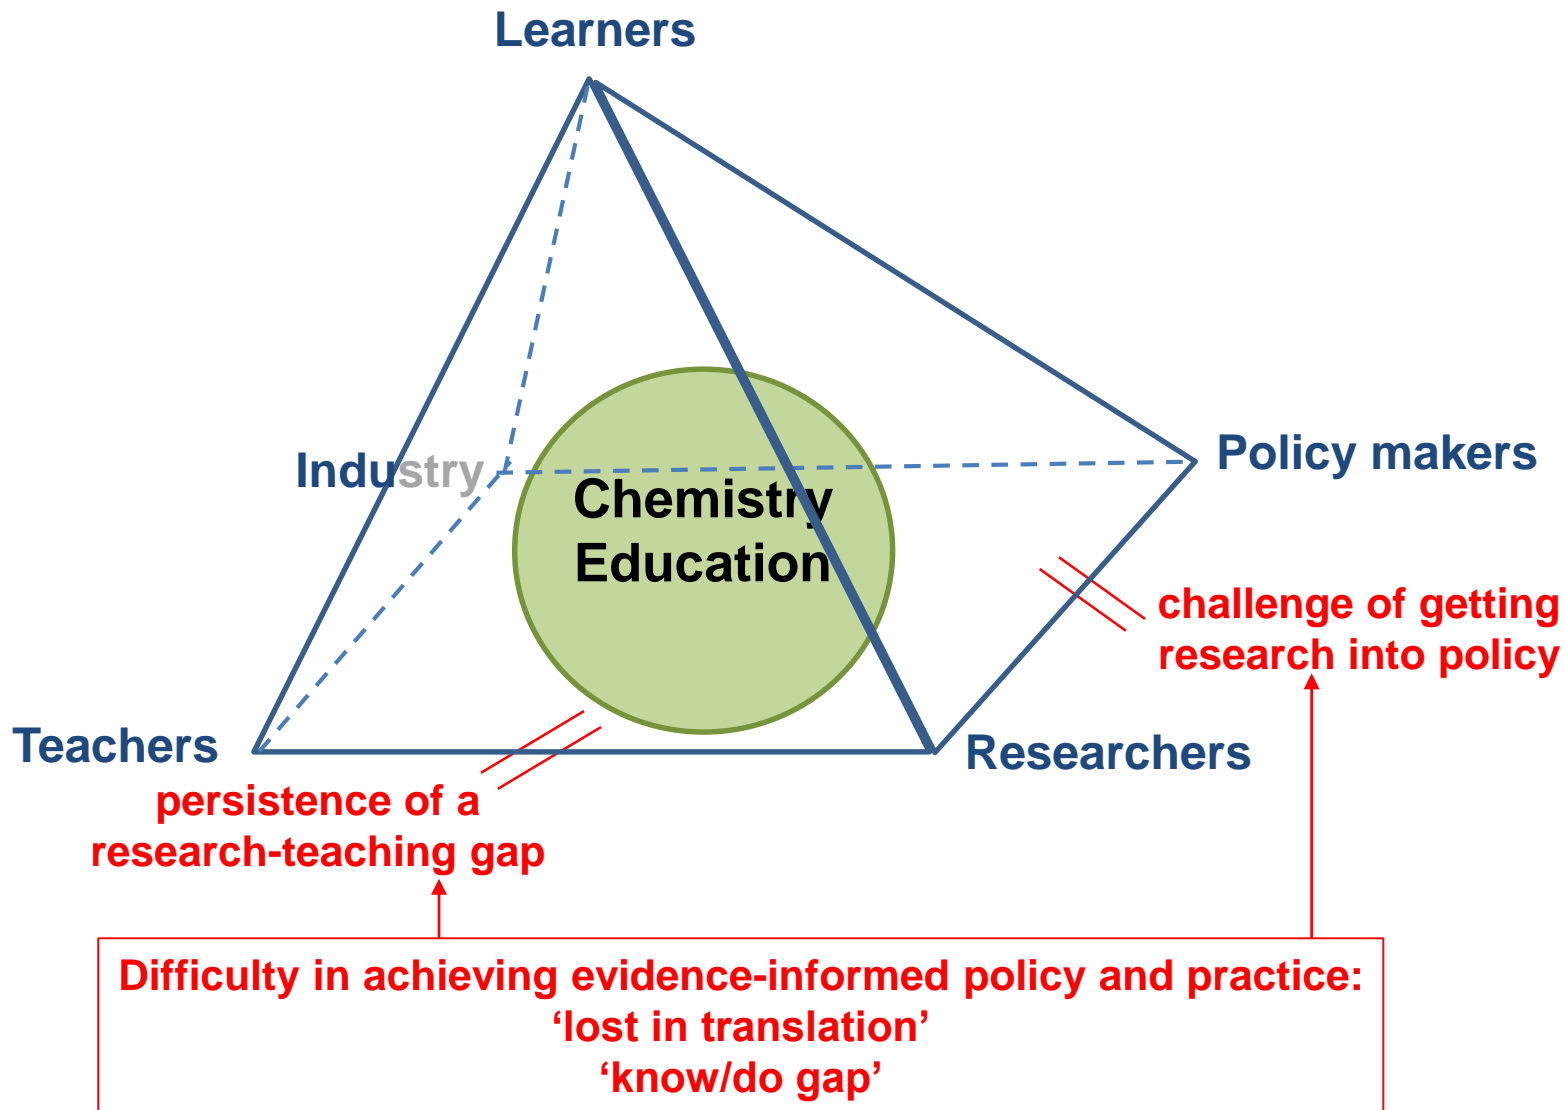 Learners
Industry
Policy makers
Chemistry
Education
challenge of getting
research into policy
Teachers
Researchers
persistence of a
research-teaching gap
Difficulty in achieving evidence-informed policy and practice:
‘lost in translation’
‘know/do gap’